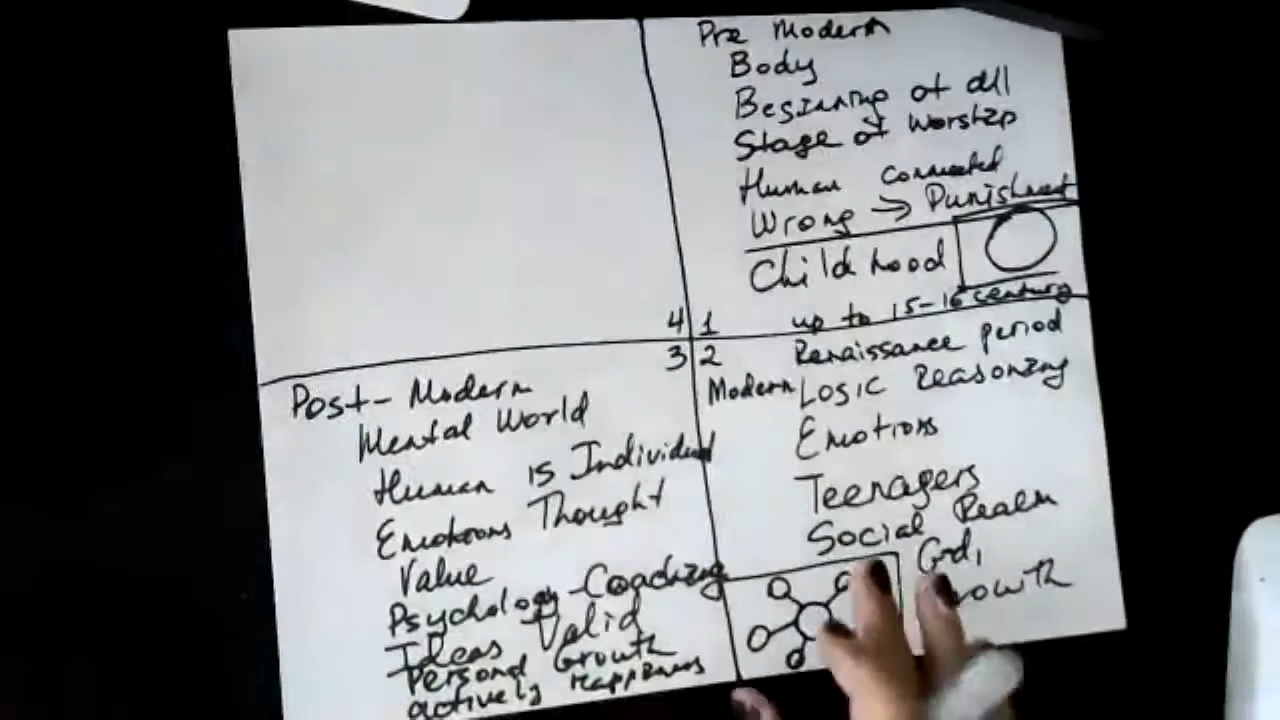 Pre Modern
Body
Beginning of all
Stage of Worship
Human Connected
Wrong → Punishment
Childhood
up to 15-16 century
4 1
3 2
Renaissance period
Modern Logic Reasoning
Emotions
Teenagers
Social Realm
God,
Post-Modern
Mental World
Human is Individual
Emotions Thought
Value
Psychology-Coaching
Ideas Valid
Personal Growth
actively happens